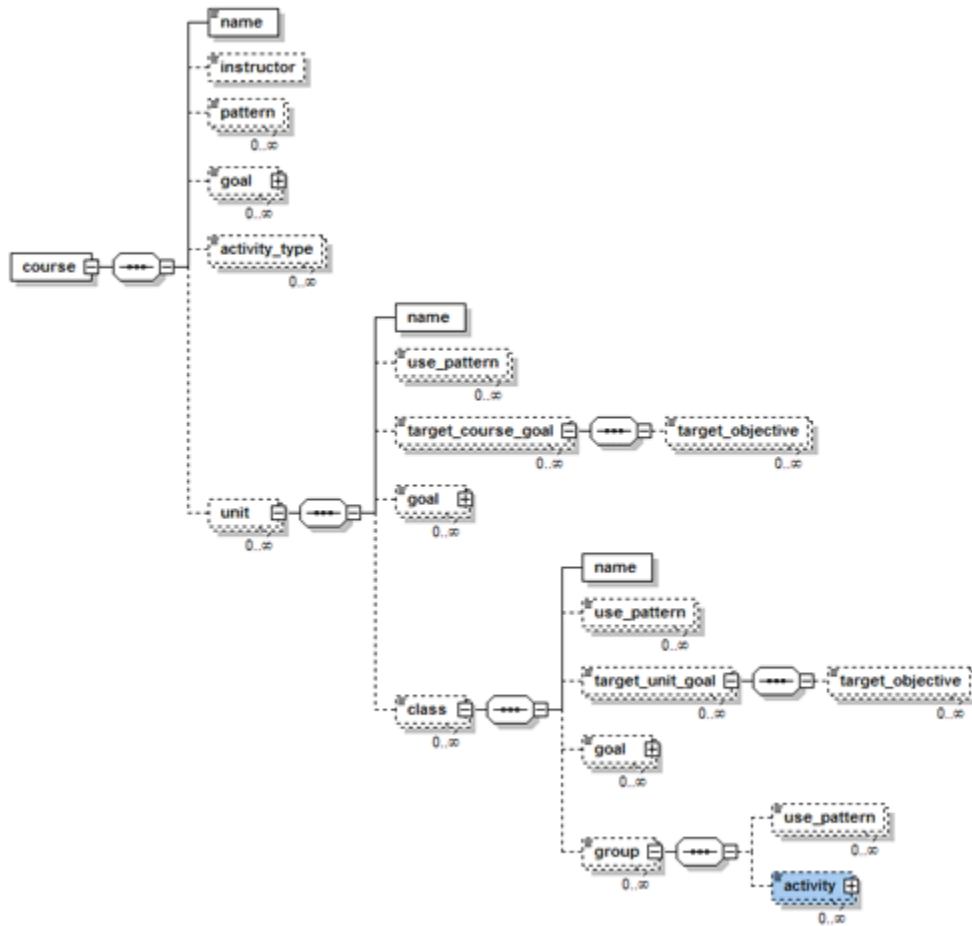 name
instructor
pattern
0..∞
goal
0..∞
activity_type
0..∞
course
name
use_pattern
0..∞
target_course_goal
target_objective
0..∞
0..∞
goal
unit
0..∞
name
use_pattern
0..∞
target_unit_goal
target_objective
0..∞
0..∞
class
0..∞
goal
0..∞
use_pattern
0..∞
group
0..∞
activity
0..∞